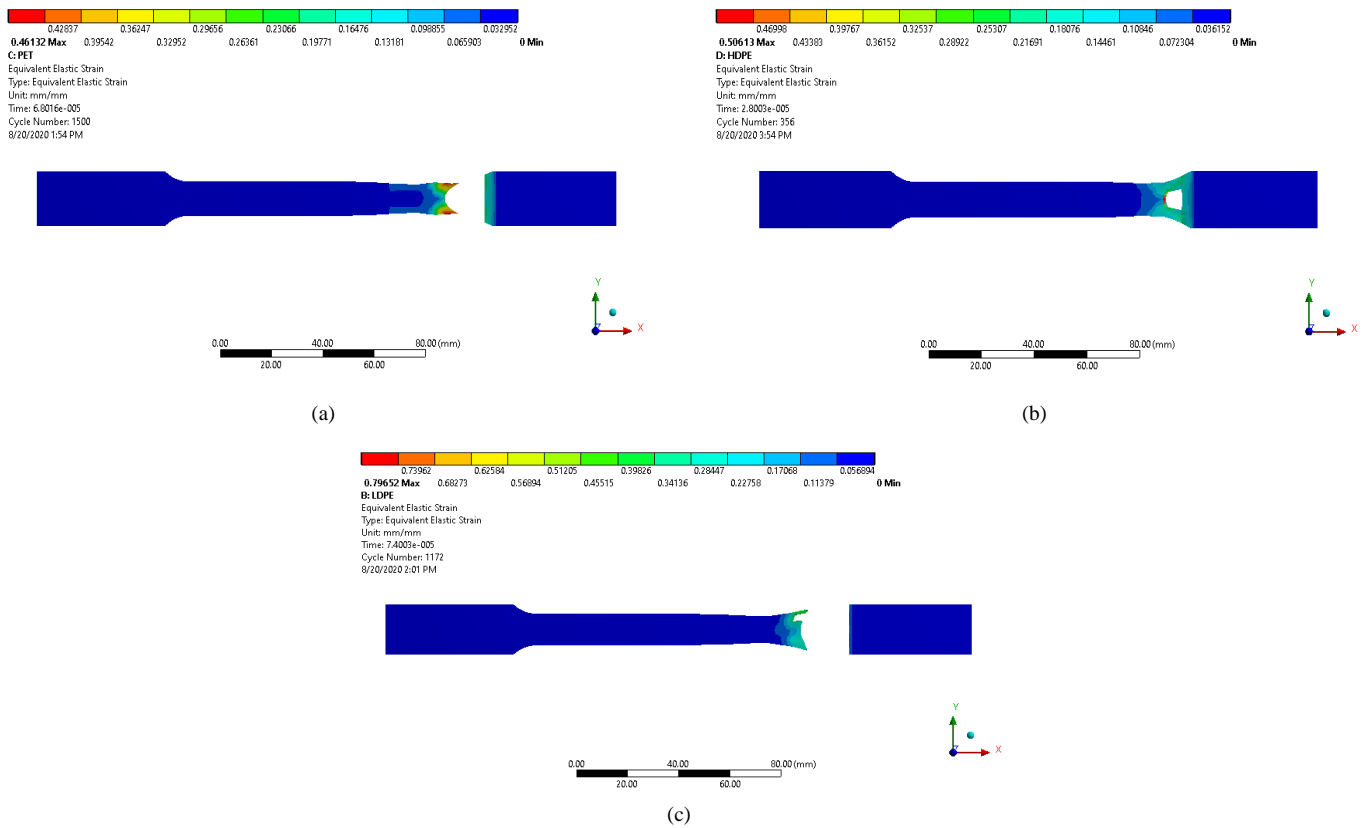 0.42837 0.36247 0.29656 0.23066 0.16476 0.098855 0.032952
0.46132 Max 0.39542 0.32952 0.26361 0.19771 0.13181 0.065903 0 Min
C: PET
Equivalent Elastic Strain
Type: Equivalent Elastic Strain
Unit: mm/mm
Time: 6.8016e-005
Cycle Number: 1500
8/20/2020 1:54 PM
Y
Z
X
0.00 40.00 80.00 (mm)
20.00 60.00
(a)
0.46998 0.39767 0.32537 0.25307 0.18076 0.10846 0.036152
0.50613 Max 0.43383 0.36152 0.28922 0.21691 0.14461 0.072304 0 Min
D: HDPE
Equivalent Elastic Strain
Type: Equivalent Elastic Strain
Unit: mm/mm
Time: 2.8003e-005
Cycle Number: 356
8/20/2020 3:54 PM
Y
Z
X
0.00 40.00 80.00 (mm)
20.00 60.00
(b)
0.73962 0.62584 0.51205 0.39826 0.28447 0.17068 0.056894
0.79652 Max 0.68273 0.56894 0.45515 0.34136 0.22758 0.11379 0 Min
B: LDPE
Equivalent Elastic Strain
Type: Equivalent Elastic Strain
Unit: mm/mm
Time: 7.4003e-005
Cycle Number: 1172
8/20/2020 2:01 PM
Y
Z
X
0.00 40.00 80.00 (mm)
20.00 60.00
(c)